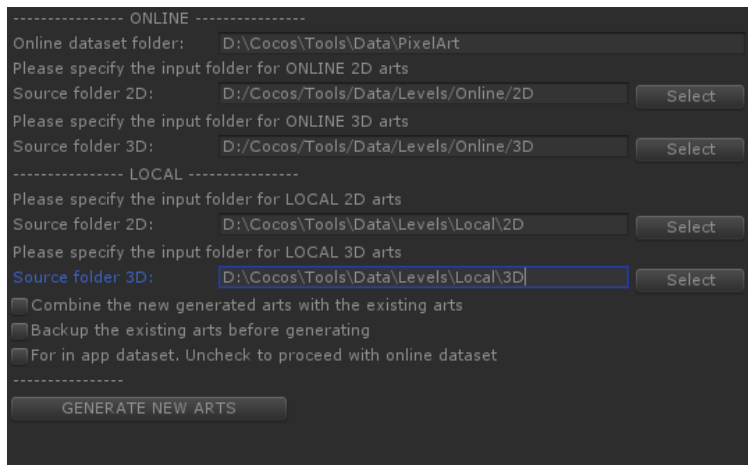 ---------------- ONLINE ----------------
Online dataset folder: D:\Cocos\Tools\Data\PixelArt
Please specify the input folder for ONLINE 2D arts
Source folder 2D: D:/Cocos/Tools/Data/Levels/Online/2D Select
Please specify the input folder for ONLINE 3D arts
Source folder 3D: D:/Cocos/Tools/Data/Levels/Online/3D Select
---------------- LOCAL ----------------
Please specify the input folder for LOCAL 2D arts
Source folder 2D: D:\Cocos\Tools\Data\Levels\Local\2D Select
Please specify the input folder for LOCAL 3D arts
Source folder 3D: D:\Cocos\Tools\Data\Levels\Local\3D Select
Combine the new generated arts with the existing arts
Backup the existing arts before generating
For in app dataset. Uncheck to proceed with online dataset
----------------
GENERATE NEW ARTS